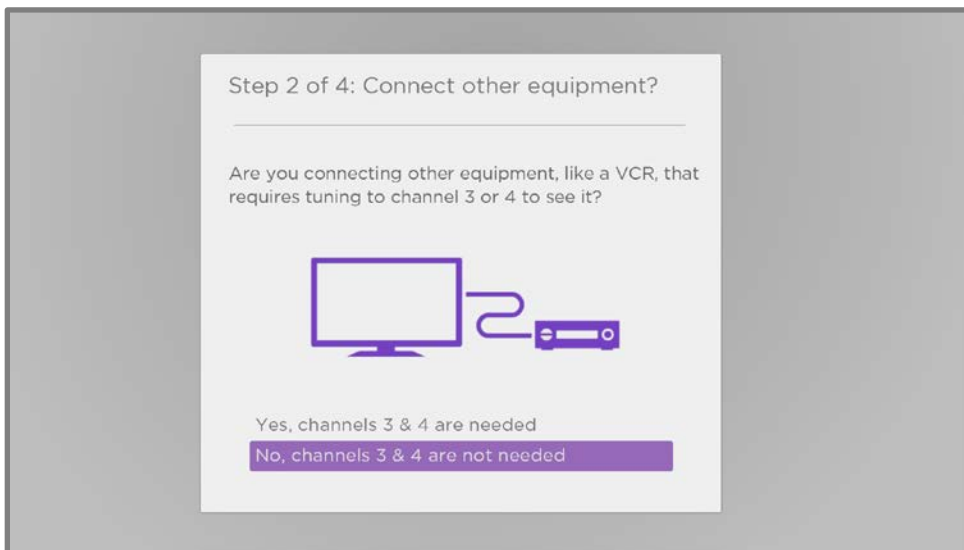 Step 2 of 4: Connect other equipment?
Are you connecting other equipment, like a VCR, that
requires tuning to channel 3 or 4 to see it?
Yes, channels 3 & 4 are needed
No, channels 3 & 4 are not needed